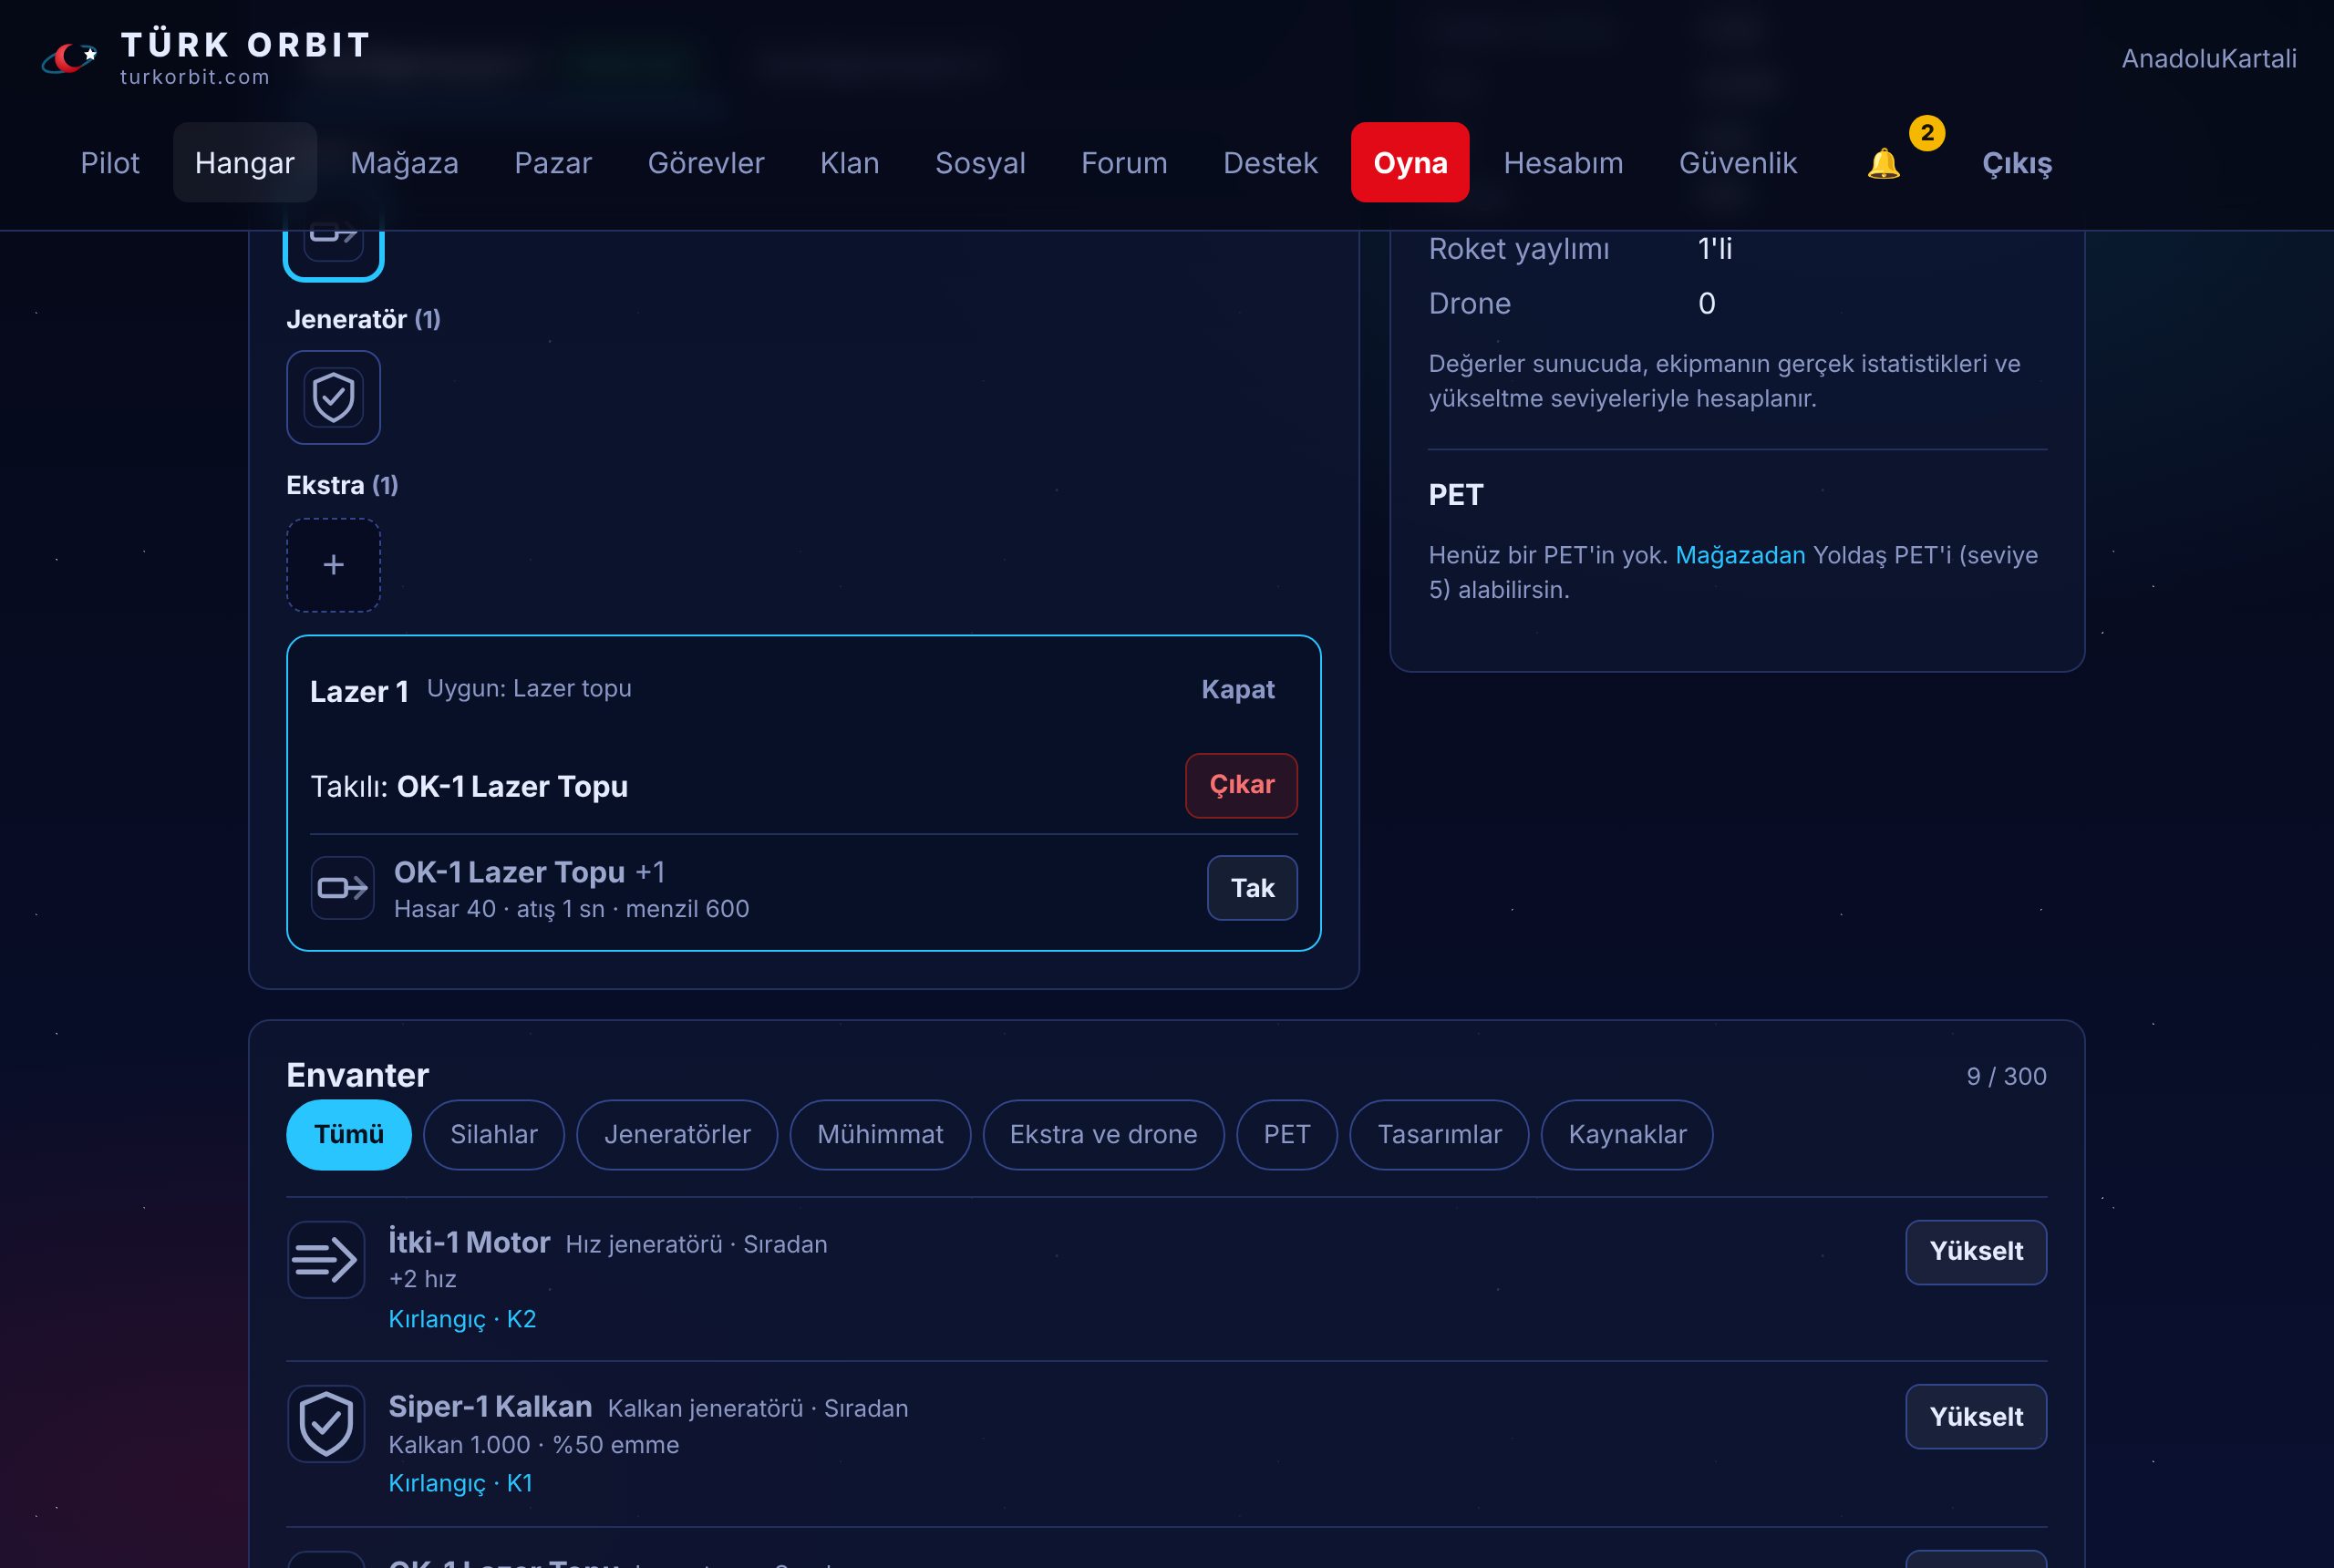 TÜRK ORBIT
turkorbit.com
AnadoluKartali
Pilot Hangar Mağaza Pazar Görevler Klan Sosyal Forum Destek Oyna Hesabım Güvenlik 2 Çıkış
Jeneratör (1)
Ekstra (1)
+
Lazer 1 Uygun: Lazer topu Kapat
Takılı: OK-1 Lazer Topu Çıkar
OK-1 Lazer Topu +1 Tak
Hasar 40 · atış 1 sn · menzil 600
Roket yaylımı 1'li
Drone 0
Değerler sunucuda, ekipmanın gerçek istatistikleri ve
yükseltme seviyeleriyle hesaplanır.
PET
Henüz bir PET'in yok. Mağazadan Yoldaş PET'i (seviye
5) alabilirsin.
Envanter 9 / 300
Tümü Silahlar Jeneratörler Mühimmat Ekstra ve drone PET Tasarımlar Kaynaklar
İtki-1 Motor Hız jeneratörü · Sıradan Yükselt
+2 hız
Kırlangıç · K2
Siper-1 Kalkan Kalkan jeneratörü · Sıradan Yükselt
Kalkan 1.000 · %50 emme
Kırlangıç · K1
OK-1 Lazer Topu